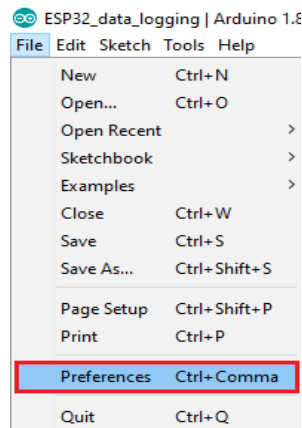 ESP32_data_logging | Arduino 1.8
File Edit Sketch Tools Help
New Ctrl+N
Open... Ctrl+O
Open Recent >
Sketchbook >
Examples >
Close Ctrl+W
Save Ctrl+S
Save As... Ctrl+Shift+S
Page Setup Ctrl+Shift+P
Print Ctrl+P
Preferences Ctrl+Comma
Quit Ctrl+Q